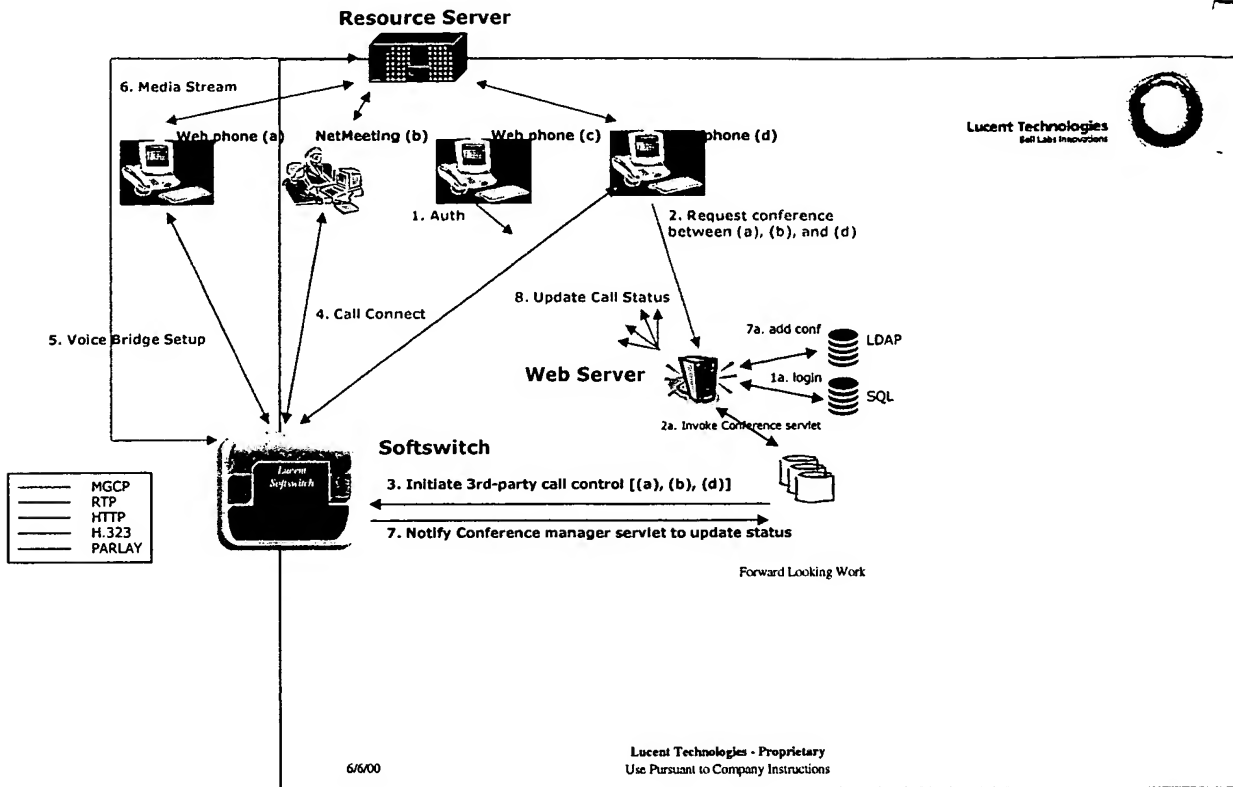 Resource Server
6. Media Stream
Web phone (a)
NetMeeting (b)
Web phone (c)
phone (d)
Lucent Technologies
Bell Labs Innovations
1. Auth
2. Request conference
between (a), (b), and (d)
8. Update Call Status
4. Call Connect
5. Voice Bridge Setup
7a. add conf
LDAP
Web Server
1a. login
SQL
2a. Invoke Conference servlet
Softswitch
Lucent
Softswitch
3. Initiate 3rd-party call control [(a), (b), (d)]
7. Notify Conference manager servlet to update status
MGCP
RTP
HTTP
H.323
PARLAY
Forward Looking Work
6/6/00
Lucent Technologies - Proprietary
Use Pursuant to Company Instructions